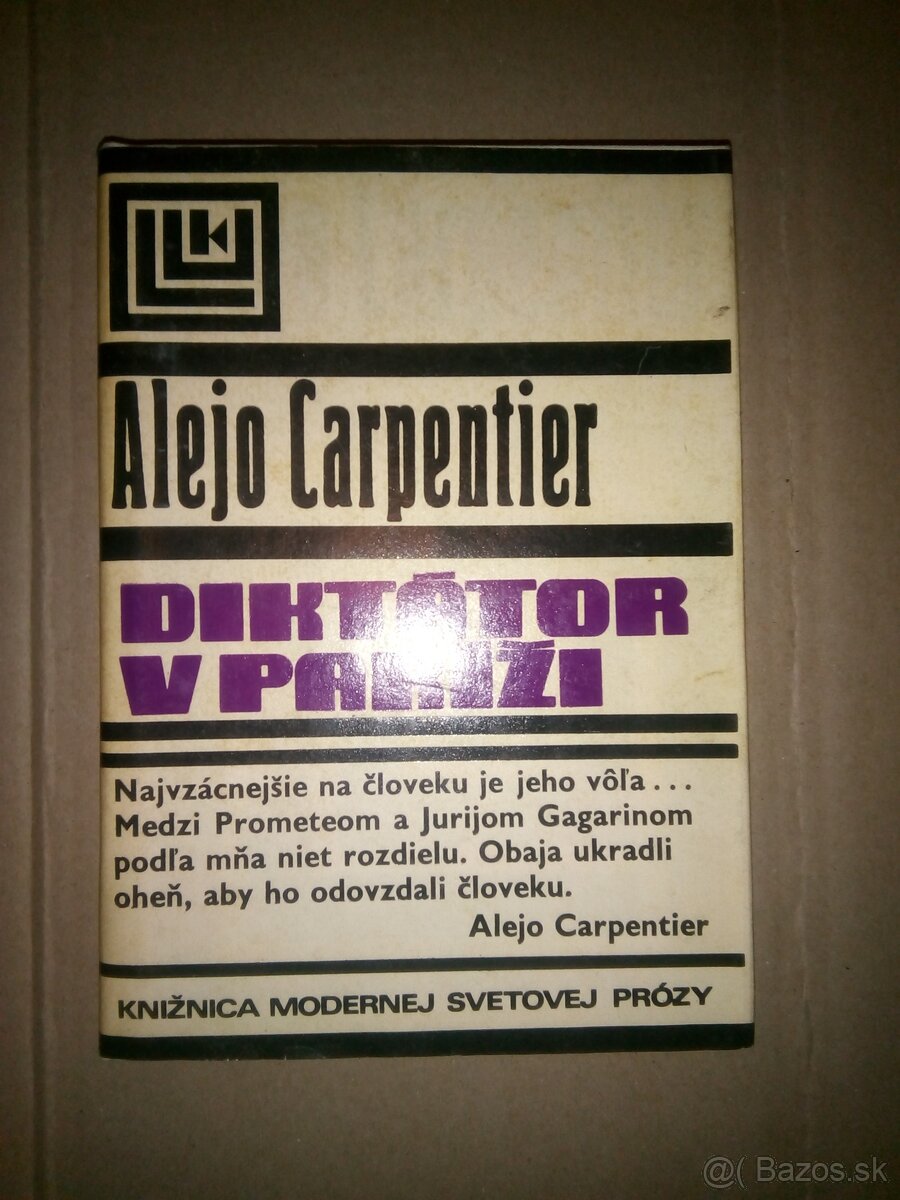 Alejo Carpentier
DIKTÁTOR
V PARÍŽI
Najvzácnejšie na človeku je jeho vôľa...
Medzi Prometeom a Jurijom Gagarinom
podľa mňa niet rozdielu. Obaja ukradli
oheň, aby ho odovzdali človeku.
Alejo Carpentier
KNIŽNICA MODERNEJ SVETOVEJ PRÓZY
@( Bazos.sk